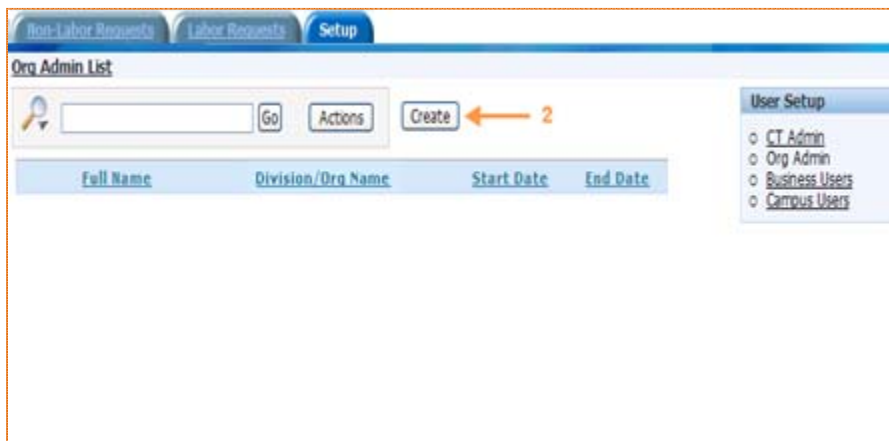 Non-Labor Requests Labor Requests Setup
Org Admin List
Go Actions Create 2
Full Name Division/Org Name Start Date End Date
User Setup
CT Admin
Org Admin
Business Users
Campus Users